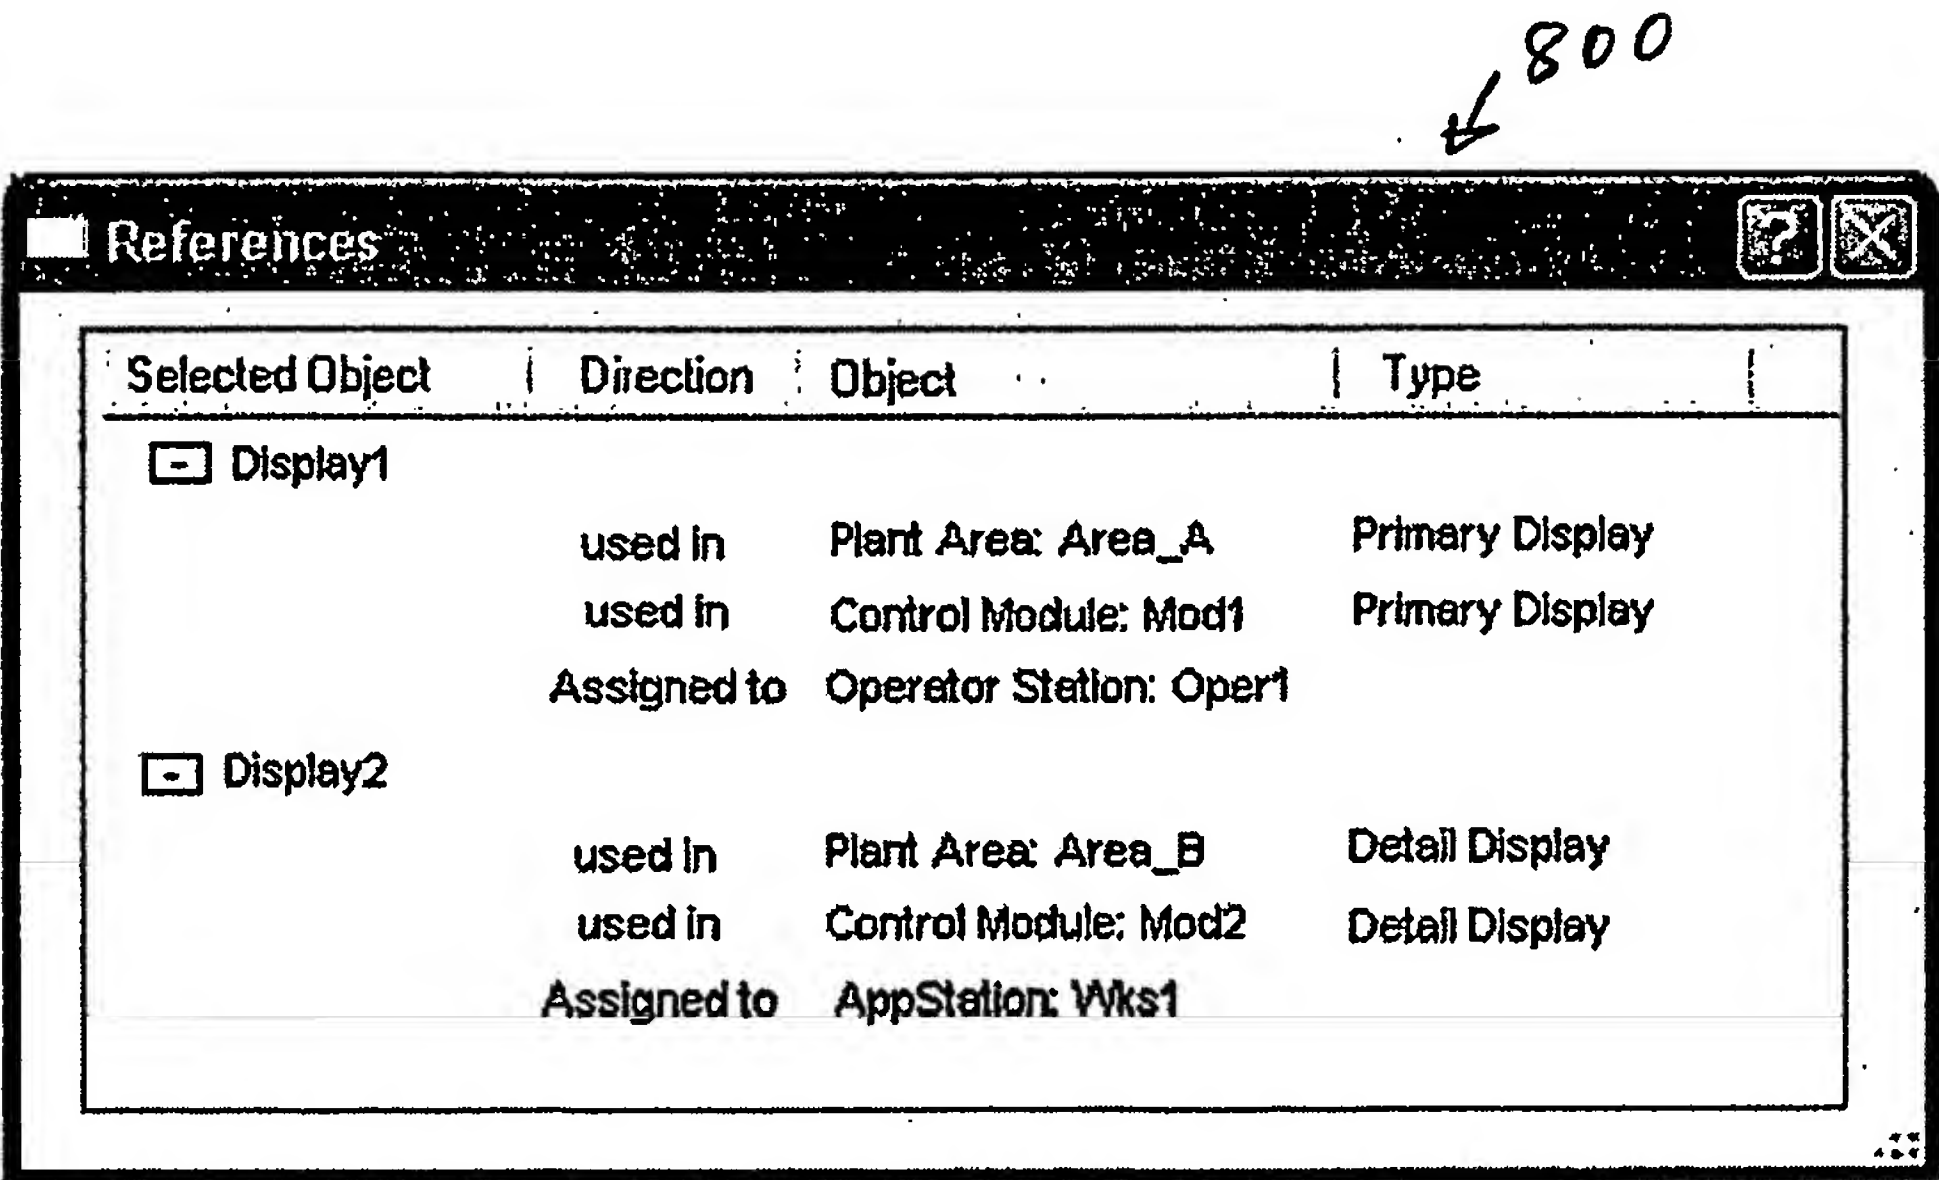 800
References ? X
Selected Object Direction Object Type
- Display1
used in Plant Area: Area_A Primary Display
used in Control Module: Mod1 Primary Display
Assigned to Operator Station: Oper1
- Display2
used in Plant Area: Area_B Detail Display
used in Control Module: Mod2 Detail Display
Assigned to AppStation: Wks1